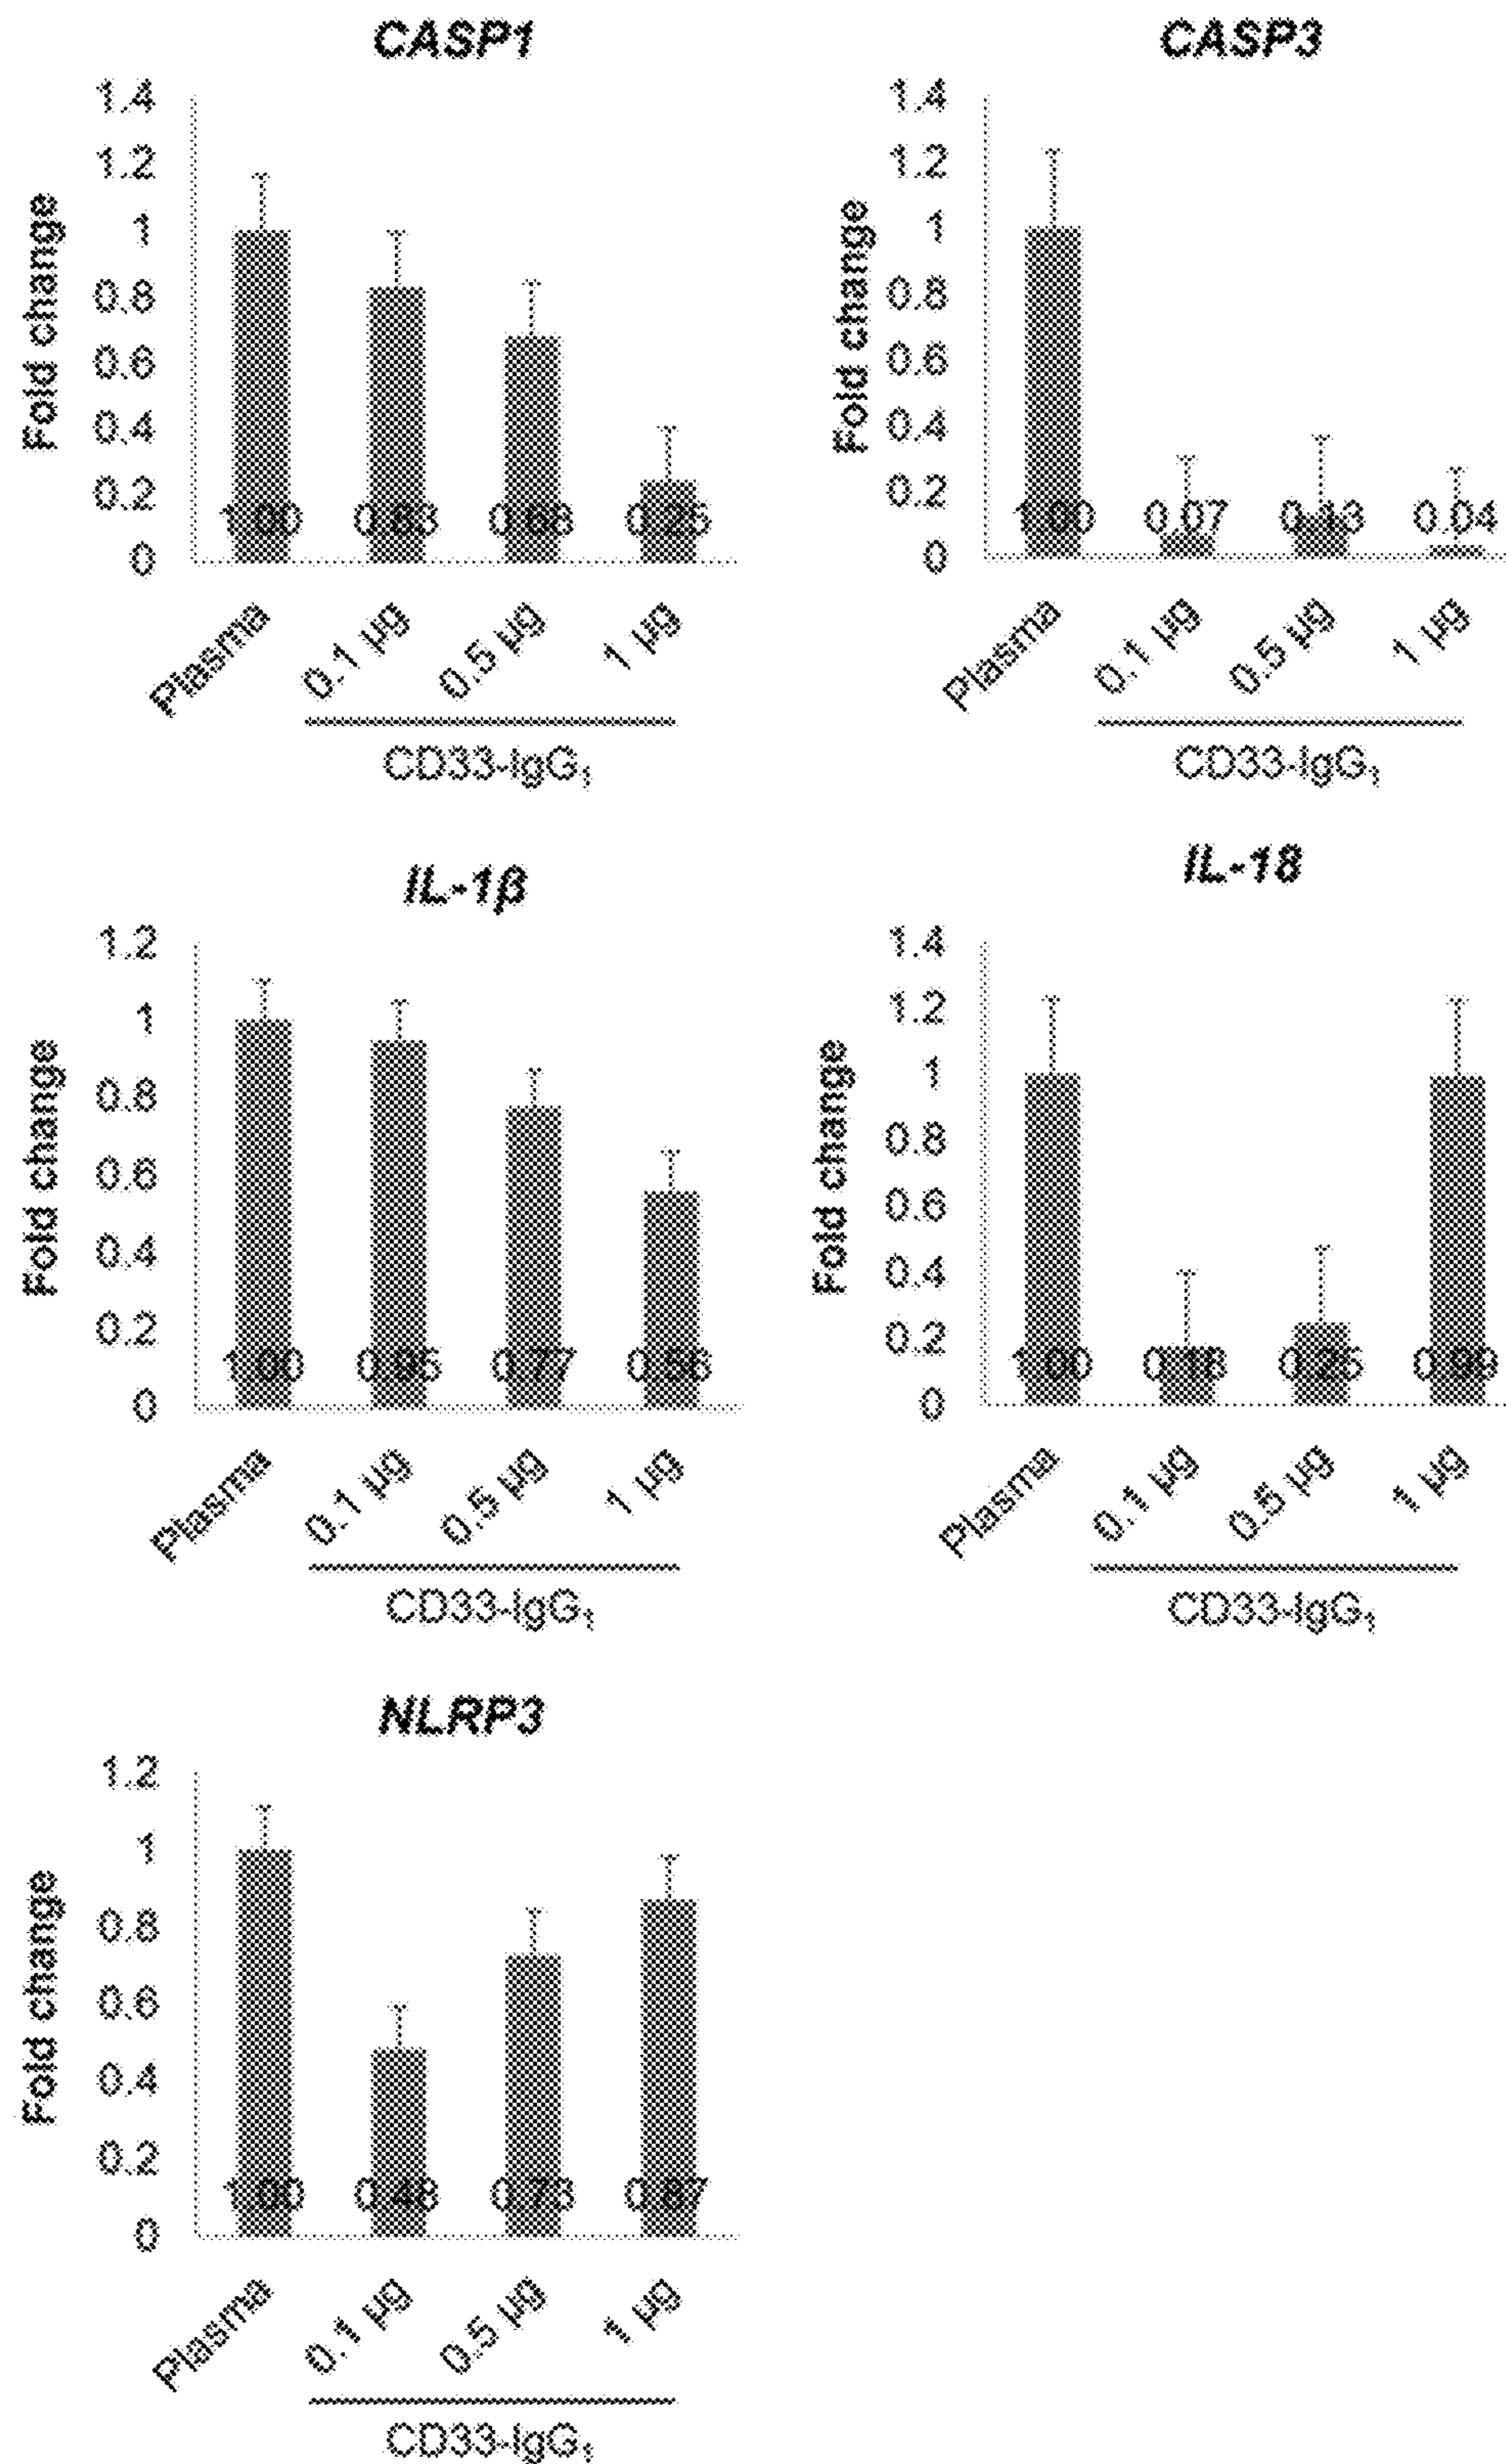 CASP1
1.4
1.2
1
0.8
0.6
0.4
0.2
0
Fold change
1.00 0.83 0.68 0.25
Plasma 0.1 µg 0.5 µg 1 µg
CD33-IgG₁
CASP3
1.4
1.2
1
0.8
0.6
0.4
0.2
0
Fold change
1.00 0.07 0.13 0.04
Plasma 0.1 µg 0.5 µg 1 µg
CD33-IgG₁
IL-1β
1.2
1
0.8
0.6
0.4
0.2
0
Fold change
1.00 0.95 0.77 0.56
Plasma 0.1 µg 0.5 µg 1 µg
CD33-IgG₁
IL-18
1.4
1.2
1
0.8
0.6
0.4
0.2
0
Fold change
1.00 0.18 0.25 0.99
Plasma 0.1 µg 0.5 µg 1 µg
CD33-IgG₁
NLRP3
1.2
1
0.8
0.6
0.4
0.2
0
Fold change
1.00 0.48 0.73 0.87
Plasma 0.1 µg 0.5 µg 1 µg
CD33-IgG₁